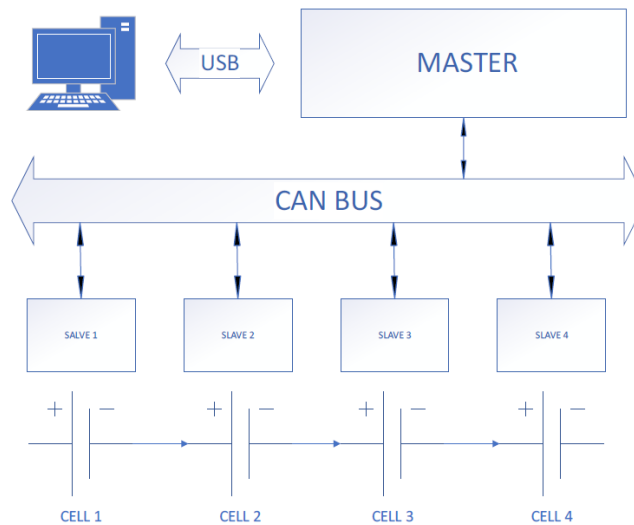 USB
MASTER
CAN BUS
SALVE 1
SLAVE 2
SLAVE 3
SLAVE 4
+ −
+ −
+ −
+ −
CELL 1
CELL 2
CELL 3
CELL 4